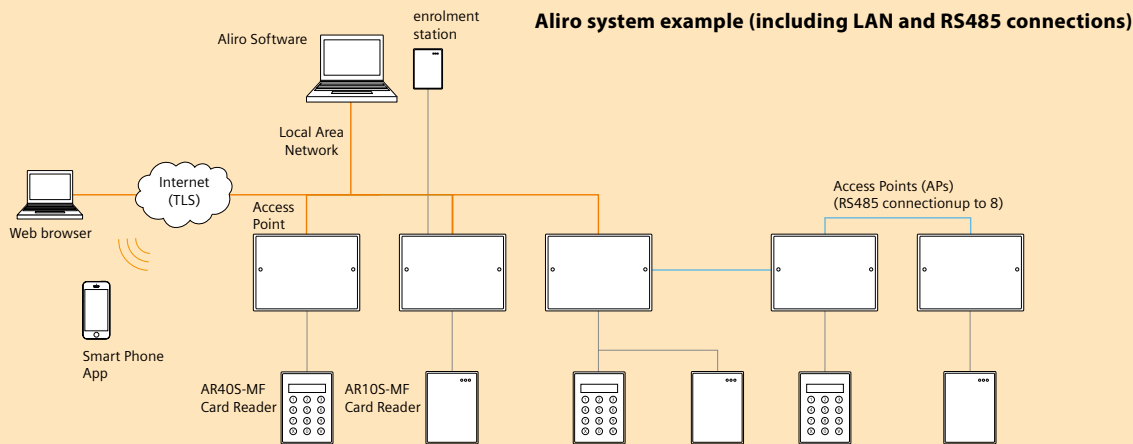 Aliro system example (including LAN and RS485 connections)
enrolment
station
Aliro Software
Local Area
Network
Internet
(TLS)
Web browser
Access
Point
Access Points (APs)
(RS485 connectionup to 8)
Smart Phone
App
AR40S-MF
Card Reader
AR10S-MF
Card Reader